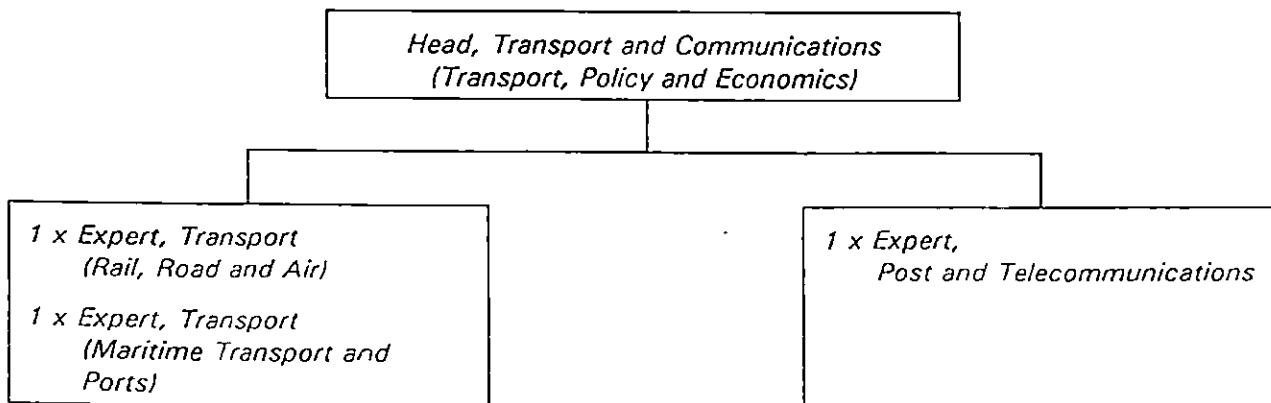 Head, Transport and Communications
(Transport, Policy and Economics)
1 x Expert, Transport
(Rail, Road and Air)
1 x Expert, Transport
(Maritime Transport and
Ports)
1 x Expert,
Post and Telecommunications